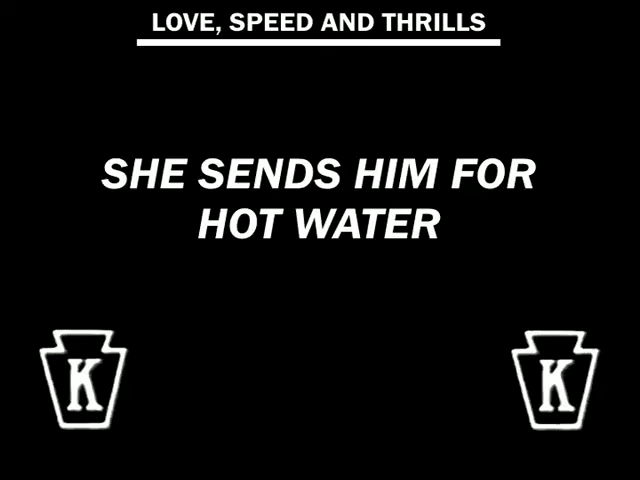 LOVE, SPEED AND THRILLS
SHE SENDS HIM FOR
HOT WATER
K K